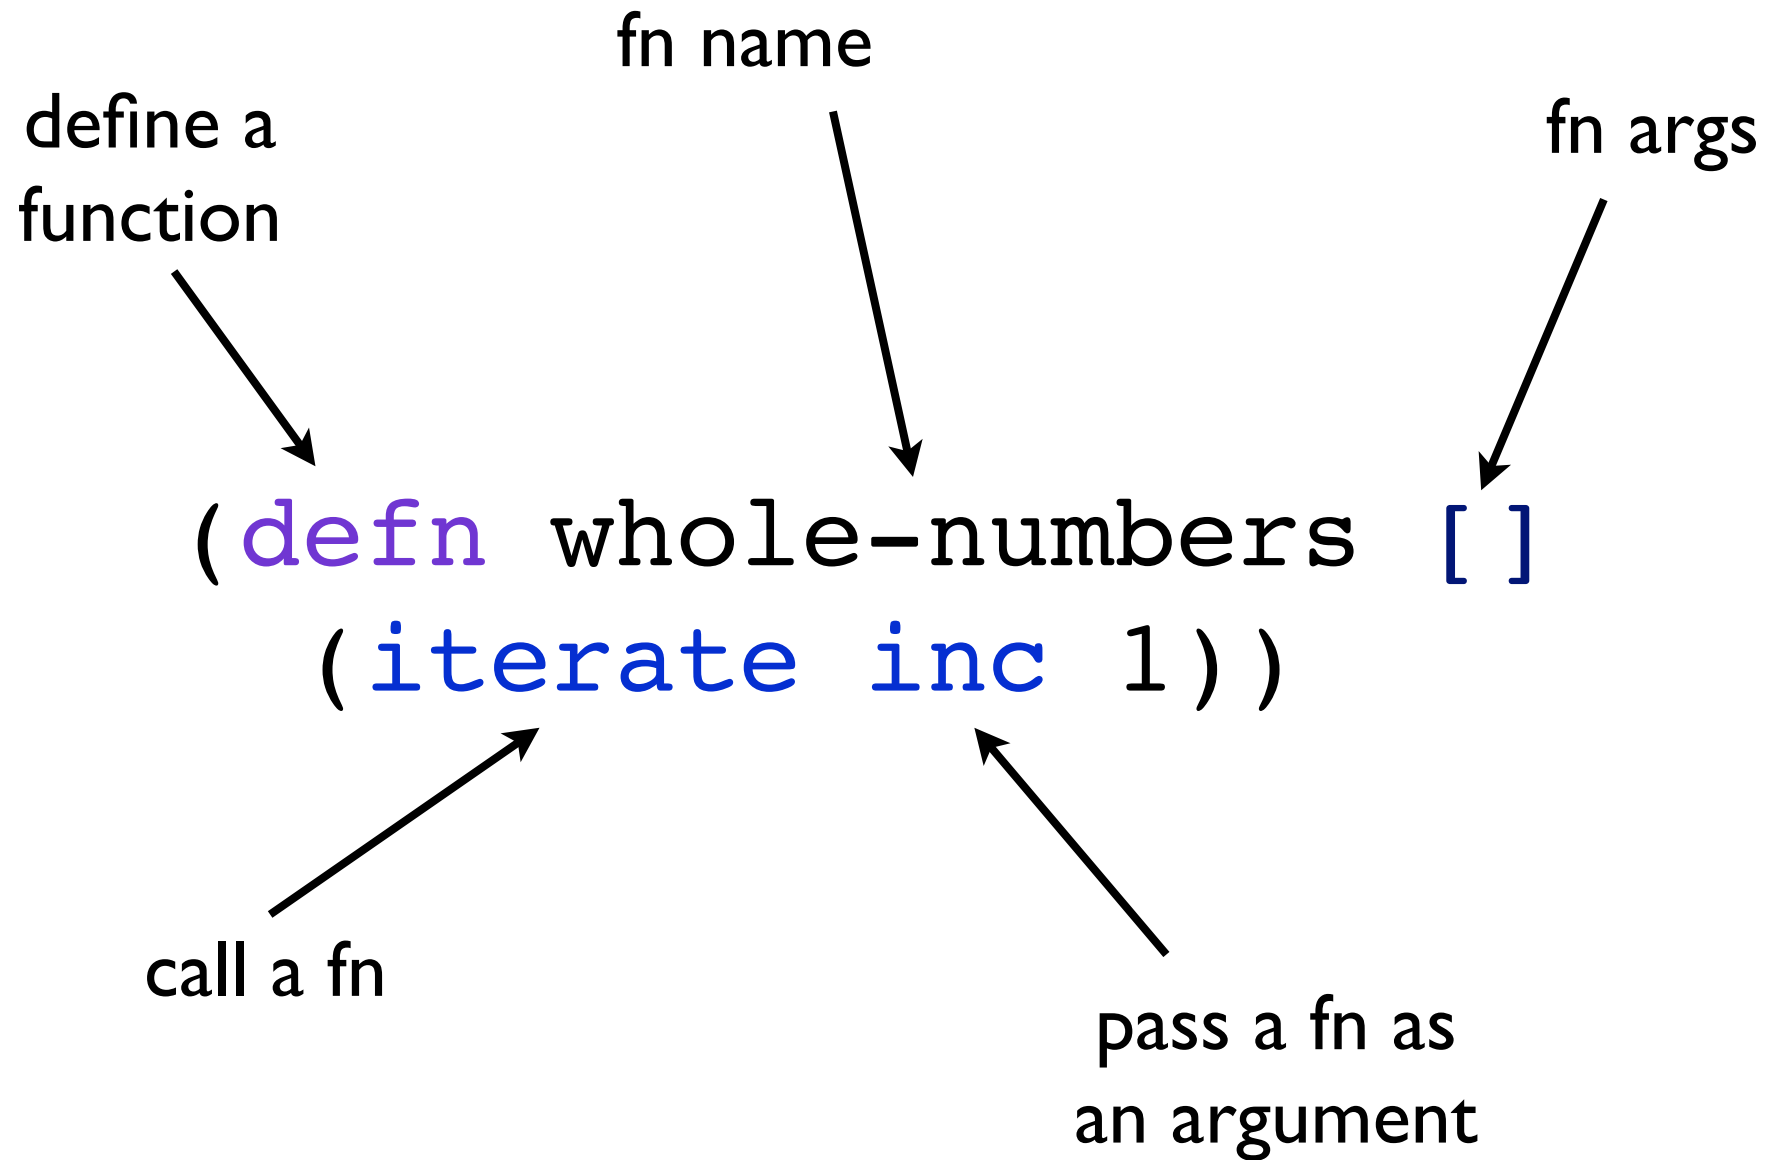 fn name
define a
function
fn args
(defn whole-numbers []
(iterate inc 1))
call a fn
pass a fn as
an argument